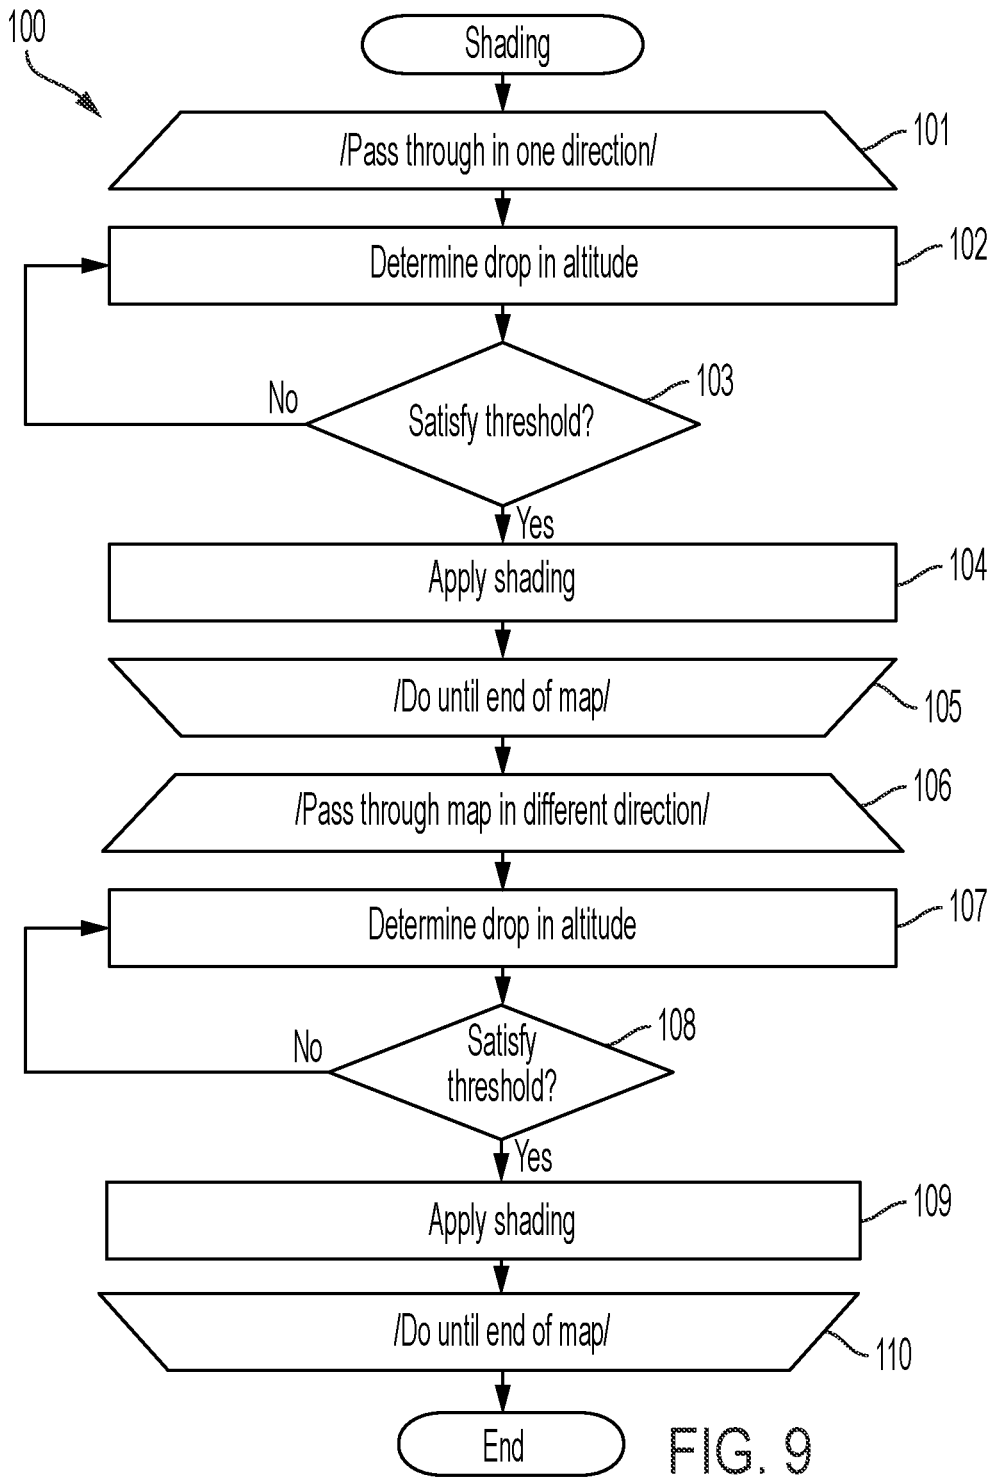 100
Shading
/Pass through in one direction/
101
Determine drop in altitude
102
Satisfy threshold?
103
No
Yes
Apply shading
104
/Do until end of map/
105
/Pass through map in different direction/
106
Determine drop in altitude
107
Satisfy
threshold?
108
No
Yes
Apply shading
109
/Do until end of map/
110
End
FIG. 9